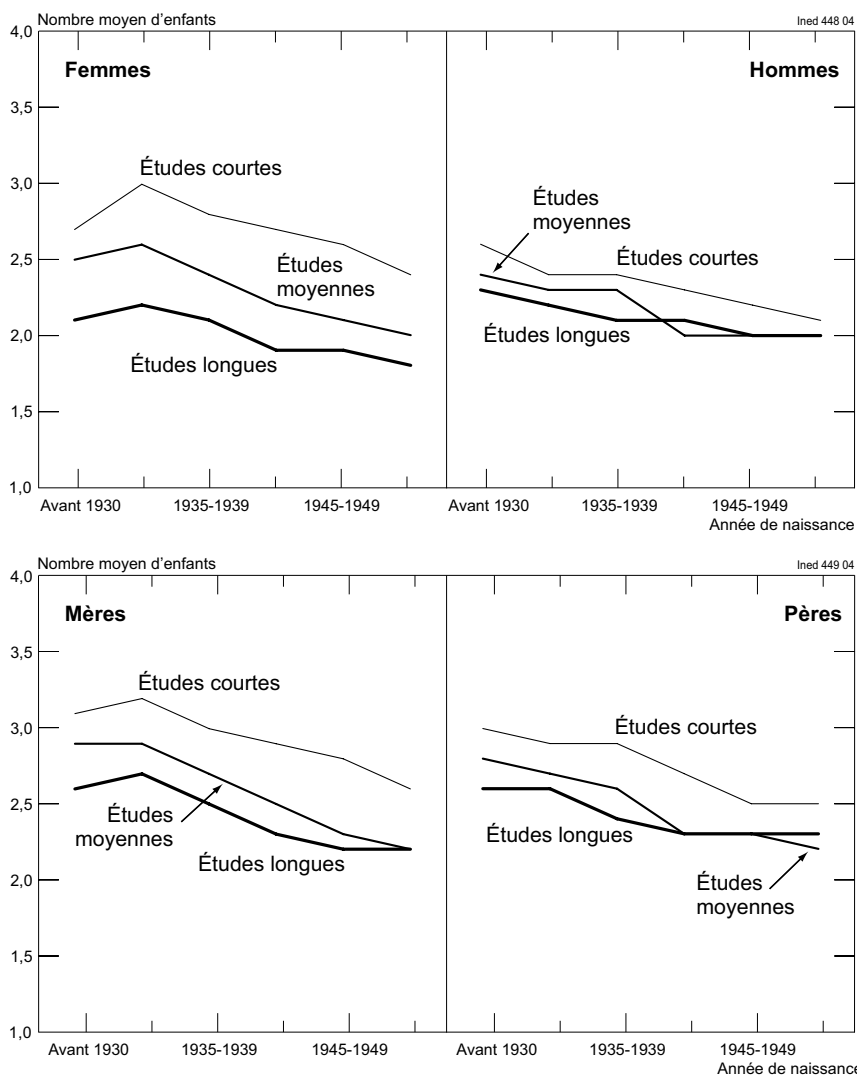 Nombre moyen d’enfants
Ined 448 04
4,0
Femmes
Hommes
3,5
Études courtes
3,0
Études
moyennes
Études courtes
2,5
Études
moyennes
2,0
Études longues
Études longues
1,5
1,0
Avant 1930
1935-1939
1945-1949
Avant 1930
1935-1939
1945-1949
Année de naissance
Nombre moyen d’enfants
Ined 449 04
4,0
Mères
Pères
3,5
Études courtes
Études courtes
3,0
2,5
Études
moyennes
Études longues
Études longues
2,0
Études
moyennes
1,5
1,0
Avant 1930
1935-1939
1945-1949
Avant 1930
1935-1939
1945-1949
Année de naissance